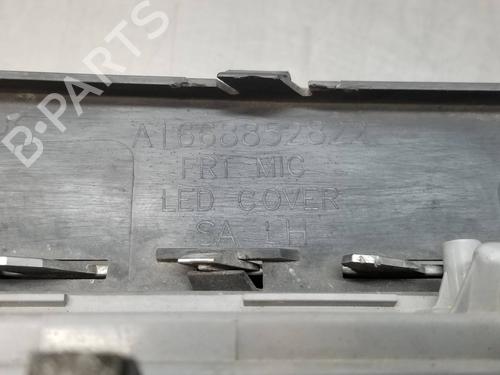 B-PARTS
A1668852822
FRT MIC
LED COVER
SA LH